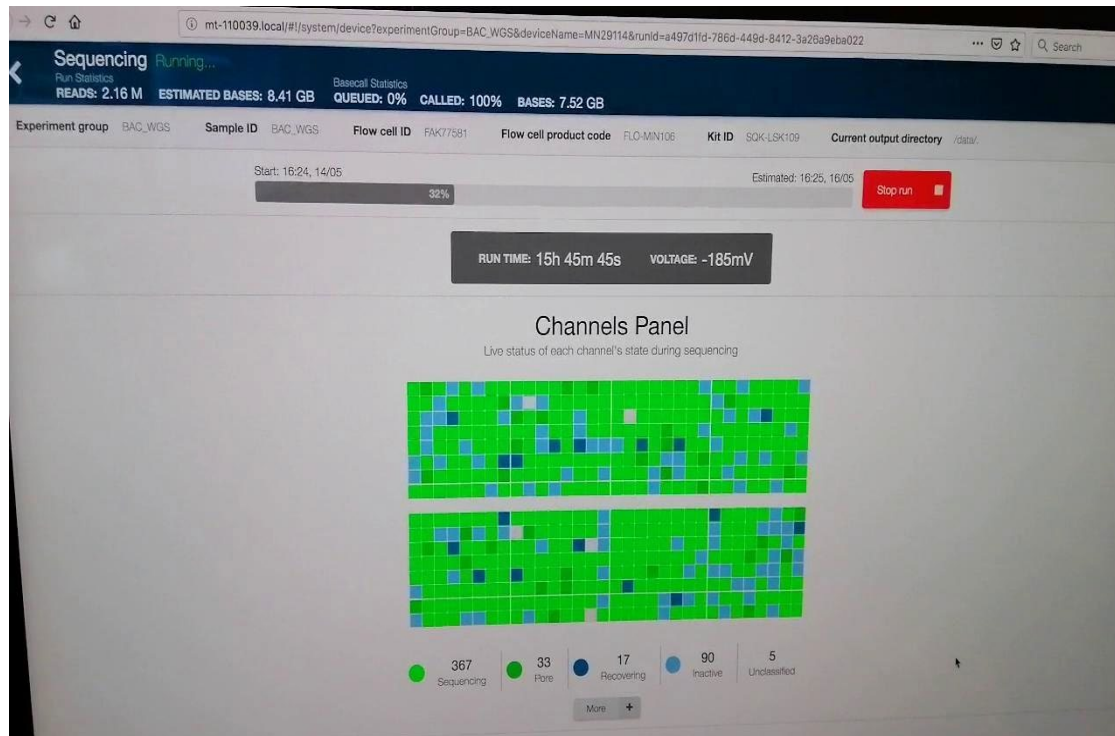 mt-110039.local/#!/system/device?experimentGroup=BAC_WGS&deviceName=MN29114&runId=a497d1fd-786d-449d-8412-3a26a9eba022
Search
Sequencing Running...
Run Statistics
READS: 2.16 M ESTIMATED BASES: 8.41 GB
Basecall Statistics
QUEUED: 0% CALLED: 100% BASES: 7.52 GB
Experiment group BAC_WGS Sample ID BAC_WGS Flow cell ID FAK77581 Flow cell product code FLO-MIN106 Kit ID SQK-LSK109 Current output directory /data/.
Start: 16:24, 14/05
Estimated: 16:25, 16/05
32%
Stop run
RUN TIME: 15h 45m 45s VOLTAGE: -185mV
Channels Panel
Live status of each channel's state during sequencing
367 33 17 90 5
Sequencing Pore Recovering Inactive Unclassified
More +